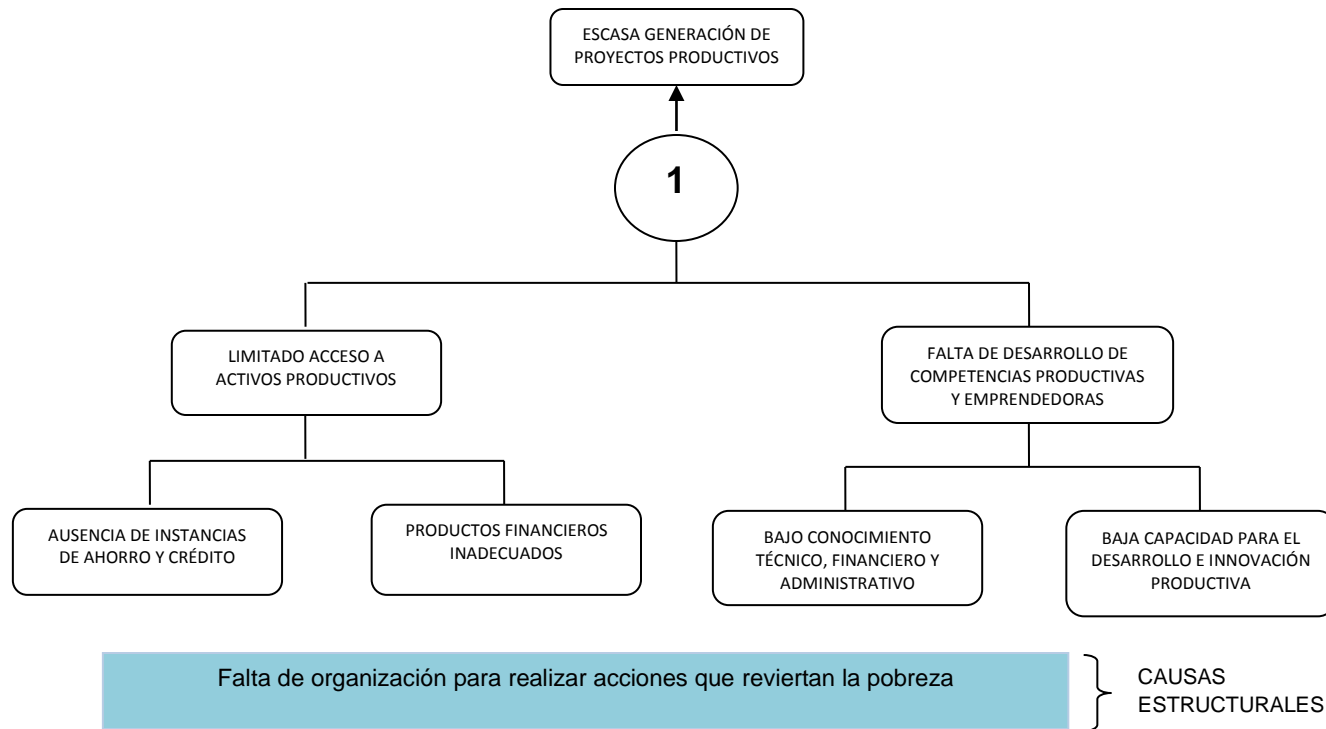 ESCASA GENERACIÓN DE
PROYECTOS PRODUCTIVOS
1
LIMITADO ACCESO A
ACTIVOS PRODUCTIVOS
FALTA DE DESARROLLO DE
COMPETENCIAS PRODUCTIVAS
Y EMPRENDEDORAS
AUSENCIA DE INSTANCIAS
DE AHORRO Y CRÉDITO
PRODUCTOS FINANCIEROS
INADECUADOS
BAJO CONOCIMIENTO
TÉCNICO, FINANCIERO Y
ADMINISTRATIVO
BAJA CAPACIDAD PARA EL
DESARROLLO E INNOVACIÓN
PRODUCTIVA
Falta de organización para realizar acciones que reviertan la pobreza
CAUSAS
ESTRUCTURALES